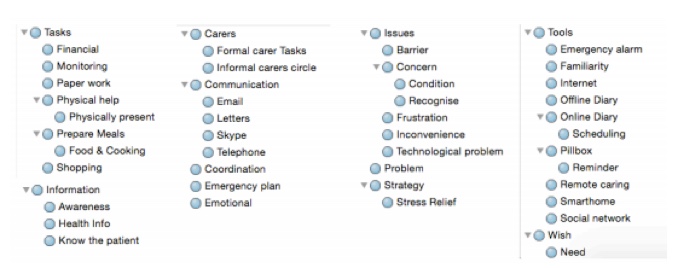 Tasks
Financial
Monitoring
Paper work
Physical help
Physically present
Prepare Meals
Food & Cooking
Shopping
Information
Awareness
Health Info
Know the patient
Carers
Formal carer Tasks
Informal carers circle
Communication
Email
Letters
Skype
Telephone
Coordination
Emergency plan
Emotional
Issues
Barrier
Concern
Condition
Recognise
Frustration
Inconvenience
Technological problem
Problem
Strategy
Stress Relief
Tools
Emergency alarm
Familiarity
Internet
Offline Diary
Online Diary
Scheduling
Pillbox
Reminder
Remote caring
Smarthome
Social network
Wish
Need